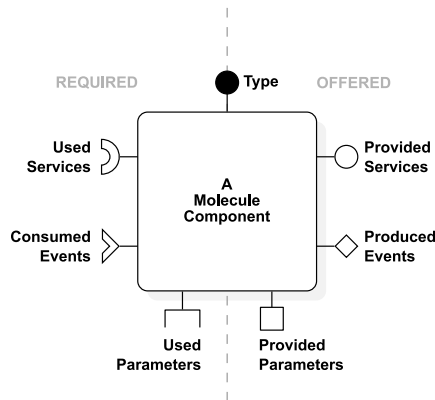 REQUIRED
Type
OFFERED
Used
Services
A
Molecule
Component
Provided
Services
Consumed
Events
Produced
Events
Used
Parameters
Provided
Parameters